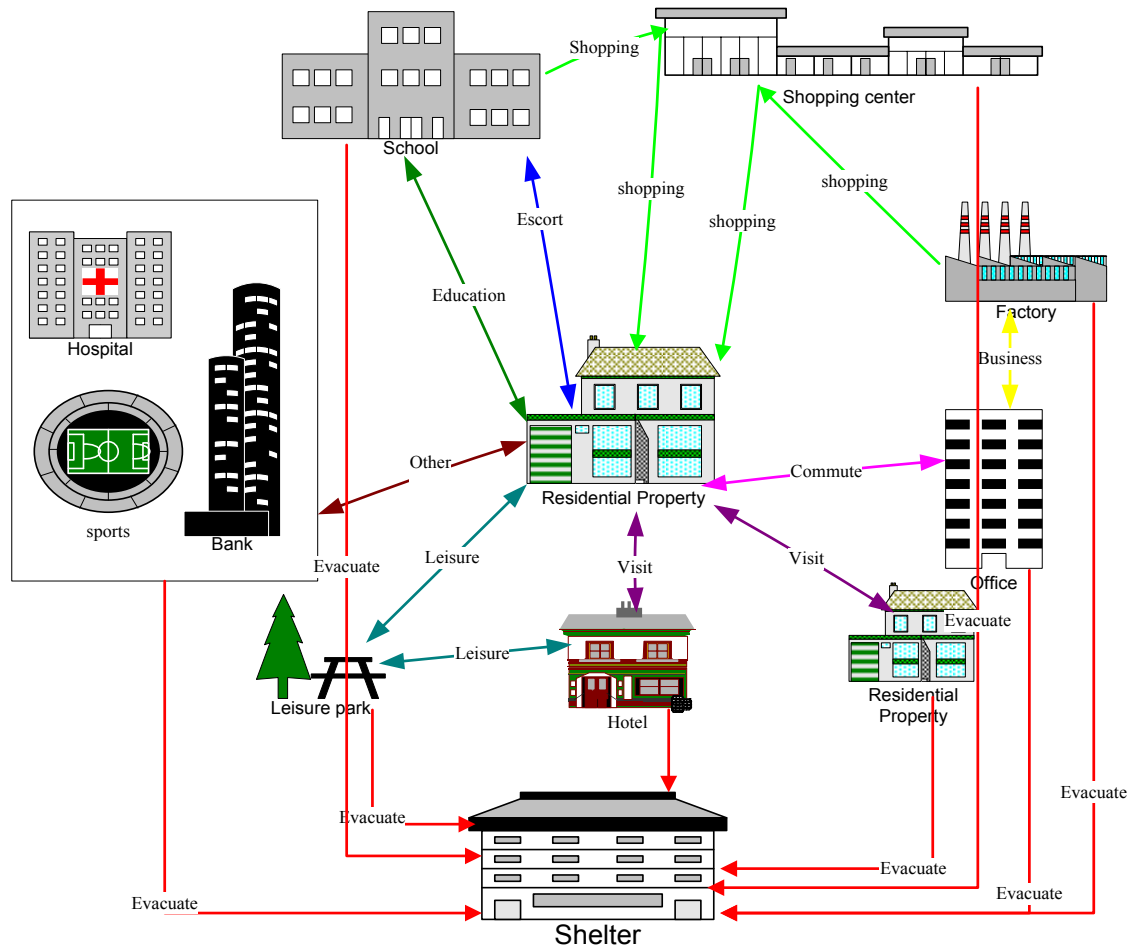 Shopping
Shopping center
School
shopping
shopping
shopping
Escort
Education
Hospital
Factory
Business
Other
Commute
Residential Property
sports
Bank
Evacuate
Leisure
Visit
Visit
Office
Evacuate
Leisure
Residential
Property
Leisure park
Hotel
Evacuate
Evacuate
Evacuate
Evacuate
Evacuate
Shelter